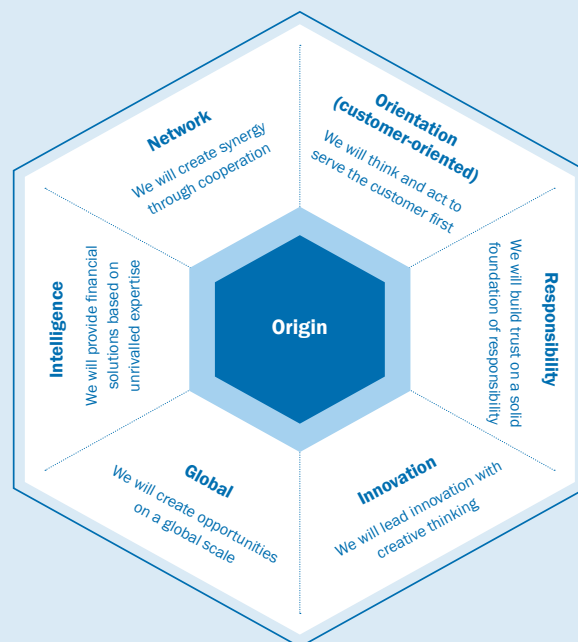 Origin
Orientation
(customer-oriented)
We will think and act to
serve the customer first
Responsibility
We will build trust on a solid
foundation of responsibility
Innovation
We will lead innovation with
creative thinking
Global
We will create opportunities
on a global scale
Intelligence
We will provide financial
solutions based on
unrivalled expertise
Network
We will create synergy
through cooperation